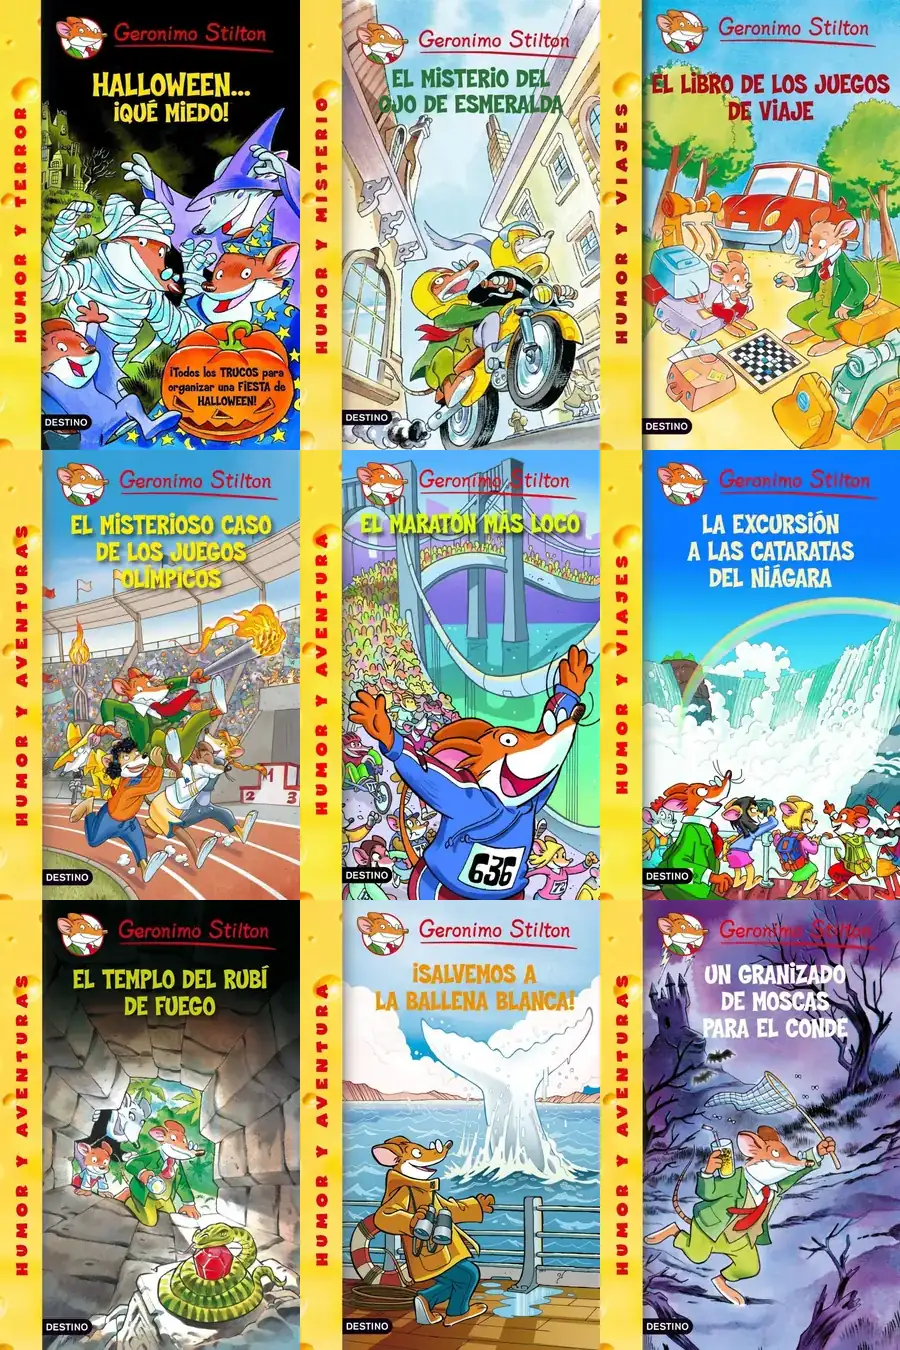 HUMOR Y TERROR
Geronimo Stilton
HALLOWEEN...
¡QUÉ MIEDO!
¡Todos los TRUCOS para
organizar una FIESTA de
HALLOWEEN!
DESTINO
HUMOR Y MISTERIO
Geronimo Stilton
EL MISTERIO DEL
OJO DE ESMERALDA
DESTINO
HUMOR Y VIAJES
Geronimo Stilton
EL LIBRO DE LOS JUEGOS
DE VIAJE
DESTINO
HUMOR Y AVENTURAS
Geronimo Stilton
EL MISTERIOSO CASO
DE LOS JUEGOS
OLÍMPICOS
1
2
3
DESTINO
HUMOR Y AVENTURA
Geronimo Stilton
EL MARATÓN MÁS LOCO
636
DESTINO
HUMOR Y VIAJES
Geronimo Stilton
LA EXCURSIÓN
A LAS CATARATAS
DEL NIÁGARA
DESTINO
HUMOR Y AVENTURAS
Geronimo Stilton
EL TEMPLO DEL RUBÍ
DE FUEGO
DESTINO
HUMOR Y AVENTURA
Geronimo Stilton
¡SALVEMOS A
LA BALLENA BLANCA!
DESTINO
HUMOR Y AVENTURAS
Geronimo Stilton
UN GRANIZADO
DE MOSCAS
PARA EL CONDE
DESTINO